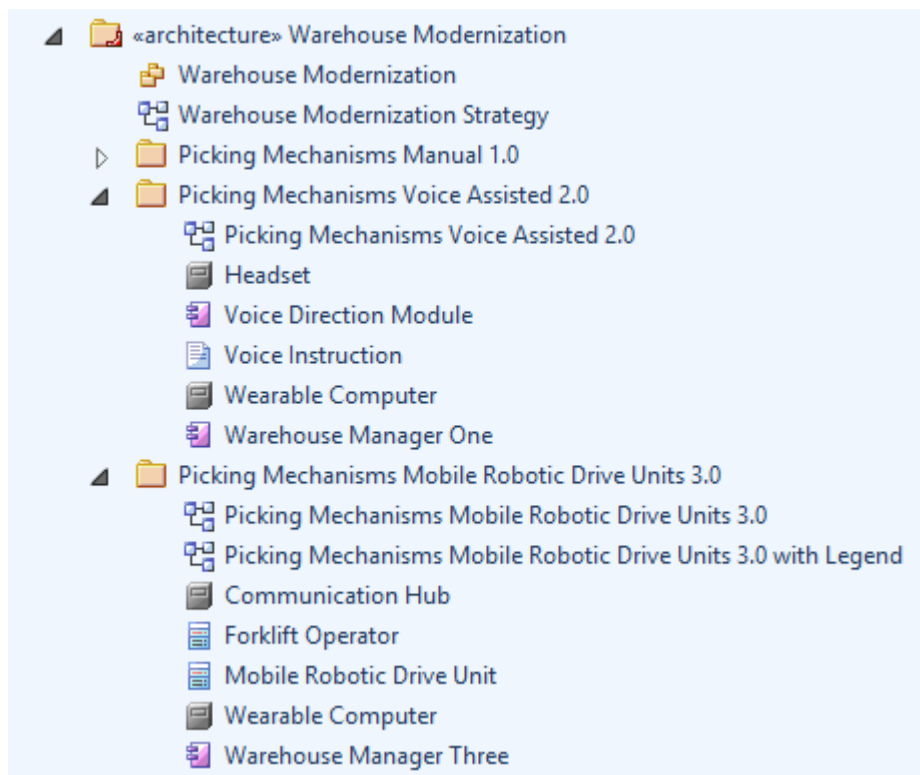 «architecture» Warehouse Modernization
Warehouse Modernization
Warehouse Modernization Strategy
Picking Mechanisms Manual 1.0
Picking Mechanisms Voice Assisted 2.0
Picking Mechanisms Voice Assisted 2.0
Headset
Voice Direction Module
Voice Instruction
Wearable Computer
Warehouse Manager One
Picking Mechanisms Mobile Robotic Drive Units 3.0
Picking Mechanisms Mobile Robotic Drive Units 3.0
Picking Mechanisms Mobile Robotic Drive Units 3.0 with Legend
Communication Hub
Forklift Operator
Mobile Robotic Drive Unit
Wearable Computer
Warehouse Manager Three